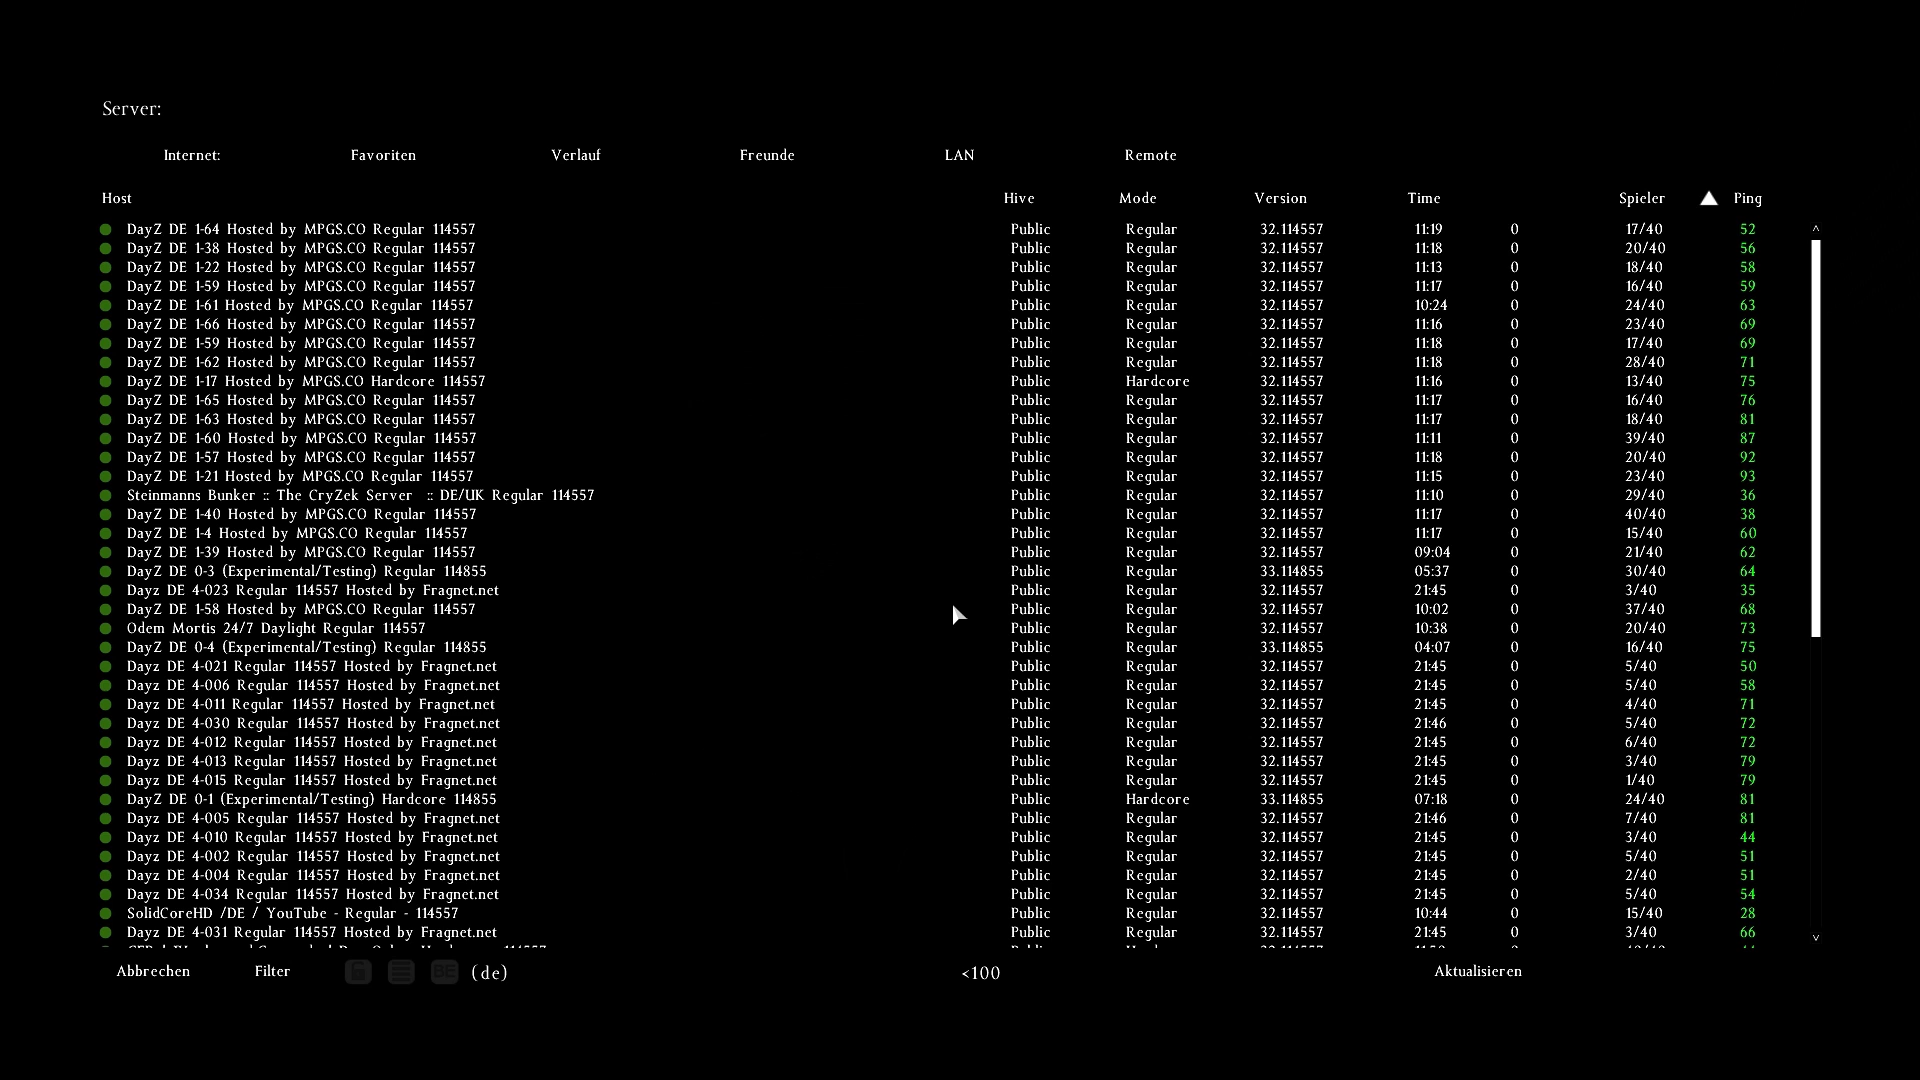 Server:
Internet: Favoriten Verlauf Freunde LAN Remote
Host Hive Mode Version Time Spieler Ping
DayZ DE 1-64 Hosted by MPGS.CO Regular 114557 Public Regular 32.114557 11:19 0 17/40 52
DayZ DE 1-38 Hosted by MPGS.CO Regular 114557 Public Regular 32.114557 11:18 0 20/40 56
DayZ DE 1-22 Hosted by MPGS.CO Regular 114557 Public Regular 32.114557 11:13 0 18/40 58
DayZ DE 1-59 Hosted by MPGS.CO Regular 114557 Public Regular 32.114557 11:17 0 16/40 59
DayZ DE 1-61 Hosted by MPGS.CO Regular 114557 Public Regular 32.114557 10:24 0 24/40 63
DayZ DE 1-66 Hosted by MPGS.CO Regular 114557 Public Regular 32.114557 11:16 0 23/40 69
DayZ DE 1-59 Hosted by MPGS.CO Regular 114557 Public Regular 32.114557 11:18 0 17/40 69
DayZ DE 1-62 Hosted by MPGS.CO Regular 114557 Public Regular 32.114557 11:18 0 28/40 71
DayZ DE 1-17 Hosted by MPGS.CO Hardcore 114557 Public Hardcore 32.114557 11:16 0 13/40 75
DayZ DE 1-65 Hosted by MPGS.CO Regular 114557 Public Regular 32.114557 11:17 0 16/40 76
DayZ DE 1-63 Hosted by MPGS.CO Regular 114557 Public Regular 32.114557 11:17 0 18/40 81
DayZ DE 1-60 Hosted by MPGS.CO Regular 114557 Public Regular 32.114557 11:11 0 39/40 87
DayZ DE 1-57 Hosted by MPGS.CO Regular 114557 Public Regular 32.114557 11:18 0 20/40 92
DayZ DE 1-21 Hosted by MPGS.CO Regular 114557 Public Regular 32.114557 11:15 0 23/40 93
Steinmanns Bunker :: The CryZek Server :: DE/UK Regular 114557 Public Regular 32.114557 11:10 0 29/40 36
DayZ DE 1-40 Hosted by MPGS.CO Regular 114557 Public Regular 32.114557 11:17 0 40/40 38
DayZ DE 1-4 Hosted by MPGS.CO Regular 114557 Public Regular 32.114557 11:17 0 15/40 60
DayZ DE 1-39 Hosted by MPGS.CO Regular 114557 Public Regular 32.114557 09:04 0 21/40 62
DayZ DE 0-3 (Experimental/Testing) Regular 114855 Public Regular 33.114855 05:37 0 30/40 64
Dayz DE 4-023 Regular 114557 Hosted by Fragnet.net Public Regular 32.114557 21:45 0 3/40 35
DayZ DE 1-58 Hosted by MPGS.CO Regular 114557 Public Regular 32.114557 10:02 0 37/40 68
Odem Mortis 24/7 Daylight Regular 114557 Public Regular 32.114557 10:38 0 20/40 73
DayZ DE 0-4 (Experimental/Testing) Regular 114855 Public Regular 33.114855 04:07 0 16/40 75
Dayz DE 4-021 Regular 114557 Hosted by Fragnet.net Public Regular 32.114557 21:45 0 5/40 50
Dayz DE 4-006 Regular 114557 Hosted by Fragnet.net Public Regular 32.114557 21:45 0 5/40 58
Dayz DE 4-011 Regular 114557 Hosted by Fragnet.net Public Regular 32.114557 21:45 0 4/40 71
Dayz DE 4-030 Regular 114557 Hosted by Fragnet.net Public Regular 32.114557 21:46 0 5/40 72
Dayz DE 4-012 Regular 114557 Hosted by Fragnet.net Public Regular 32.114557 21:45 0 6/40 72
Dayz DE 4-013 Regular 114557 Hosted by Fragnet.net Public Regular 32.114557 21:45 0 3/40 79
Dayz DE 4-015 Regular 114557 Hosted by Fragnet.net Public Regular 32.114557 21:45 0 1/40 79
DayZ DE 0-1 (Experimental/Testing) Hardcore 114855 Public Hardcore 33.114855 07:18 0 24/40 81
Dayz DE 4-005 Regular 114557 Hosted by Fragnet.net Public Regular 32.114557 21:46 0 7/40 81
Dayz DE 4-010 Regular 114557 Hosted by Fragnet.net Public Regular 32.114557 21:45 0 3/40 44
Dayz DE 4-002 Regular 114557 Hosted by Fragnet.net Public Regular 32.114557 21:45 0 5/40 51
Dayz DE 4-004 Regular 114557 Hosted by Fragnet.net Public Regular 32.114557 21:45 0 2/40 51
Dayz DE 4-034 Regular 114557 Hosted by Fragnet.net Public Regular 32.114557 21:45 0 5/40 54
SolidCoreHD /DE / YouTube - Regular - 114557 Public Regular 32.114557 10:44 0 15/40 28
Dayz DE 4-031 Regular 114557 Hosted by Fragnet.net Public Regular 32.114557 21:45 0 3/40 66
Abbrechen Filter BE (de) <100 Aktualisieren